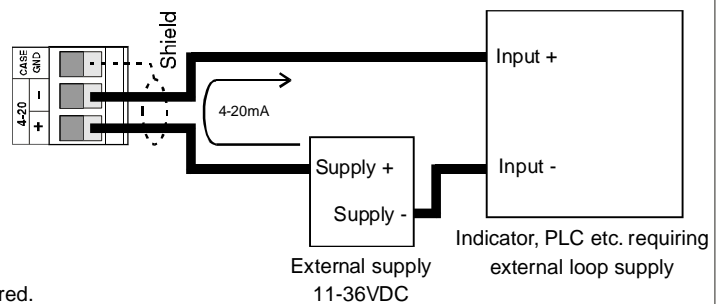 CASE
GND
Shield
4-20
-
+
4-20mA
Input +
Supply +
Input -
Supply -
Indicator, PLC etc. requiring
external loop supply
External supply
11-36VDC
red.